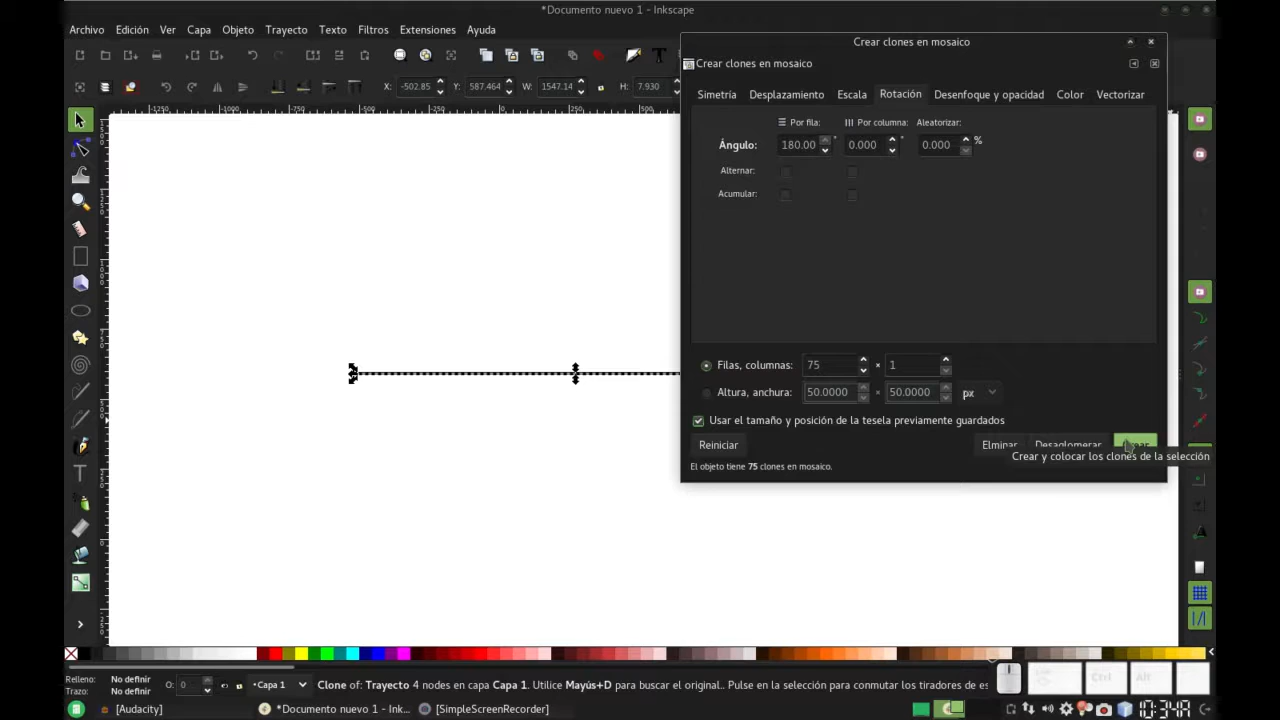 *Documento nuevo 1 - Inkscape
Archivo Edición Ver Capa Objeto Trayecto Texto Filtros Extensiones Ayuda
X: -502.85 Y: 587.464 W: 1547.14 H: 7.930
Crear clones en mosaico
Crear clones en mosaico
Simetría Desplazamiento Escala Rotación Desenfoque y opacidad Color Vectorizar
Por fila: Por columna: Aleatorizar:
Ángulo: 180.00 ° 0.000 ° 0.000 %
Alternar:
Acumular:
Filas, columnas: 75 × 1
Altura, anchura: 50.0000 × 50.0000 px
Usar el tamaño y posición de la tesela previamente guardados
Reiniciar Elminar Desaglomerar Crear
Crear y colocar los clones de la selección
El objeto tiene 75 clones en mosaico.
Relleno: No definir
Trazo: No definir
O: 0 •Capa 1 Clone of: Trayecto 4 nodes en capa Capa 1. Utilice Mayús+D para buscar el original.. Pulse en la selección para conmutar los tiradores de es
Ctrl Alt
[Audacity] *Documento nuevo 1 - Ink... [SimpleScreenRecorder]